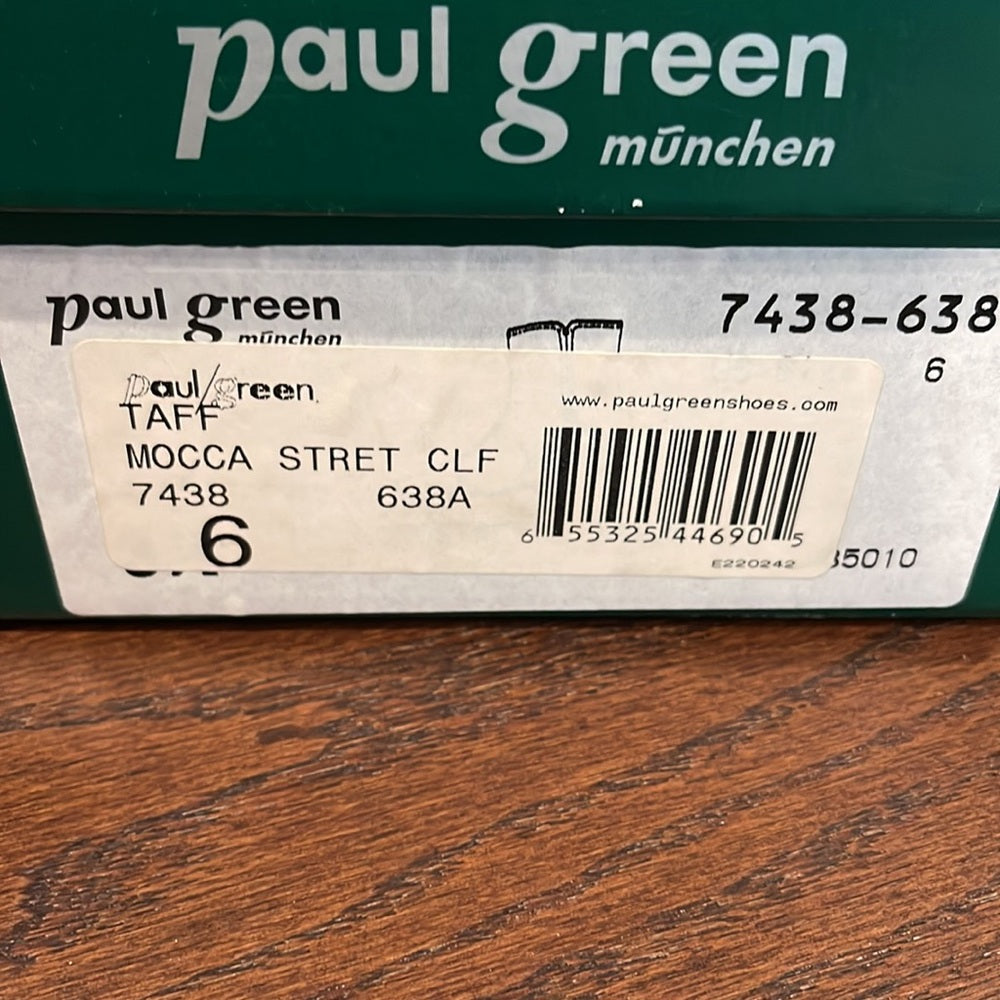 paul green
münchen
paul green
münchen
7438-638
6
paul green
TAFF
www.paulgreenshoes.com
MOCCA STRET CLF
7438 638A
6
6 55325 44690 5
E220242
5010